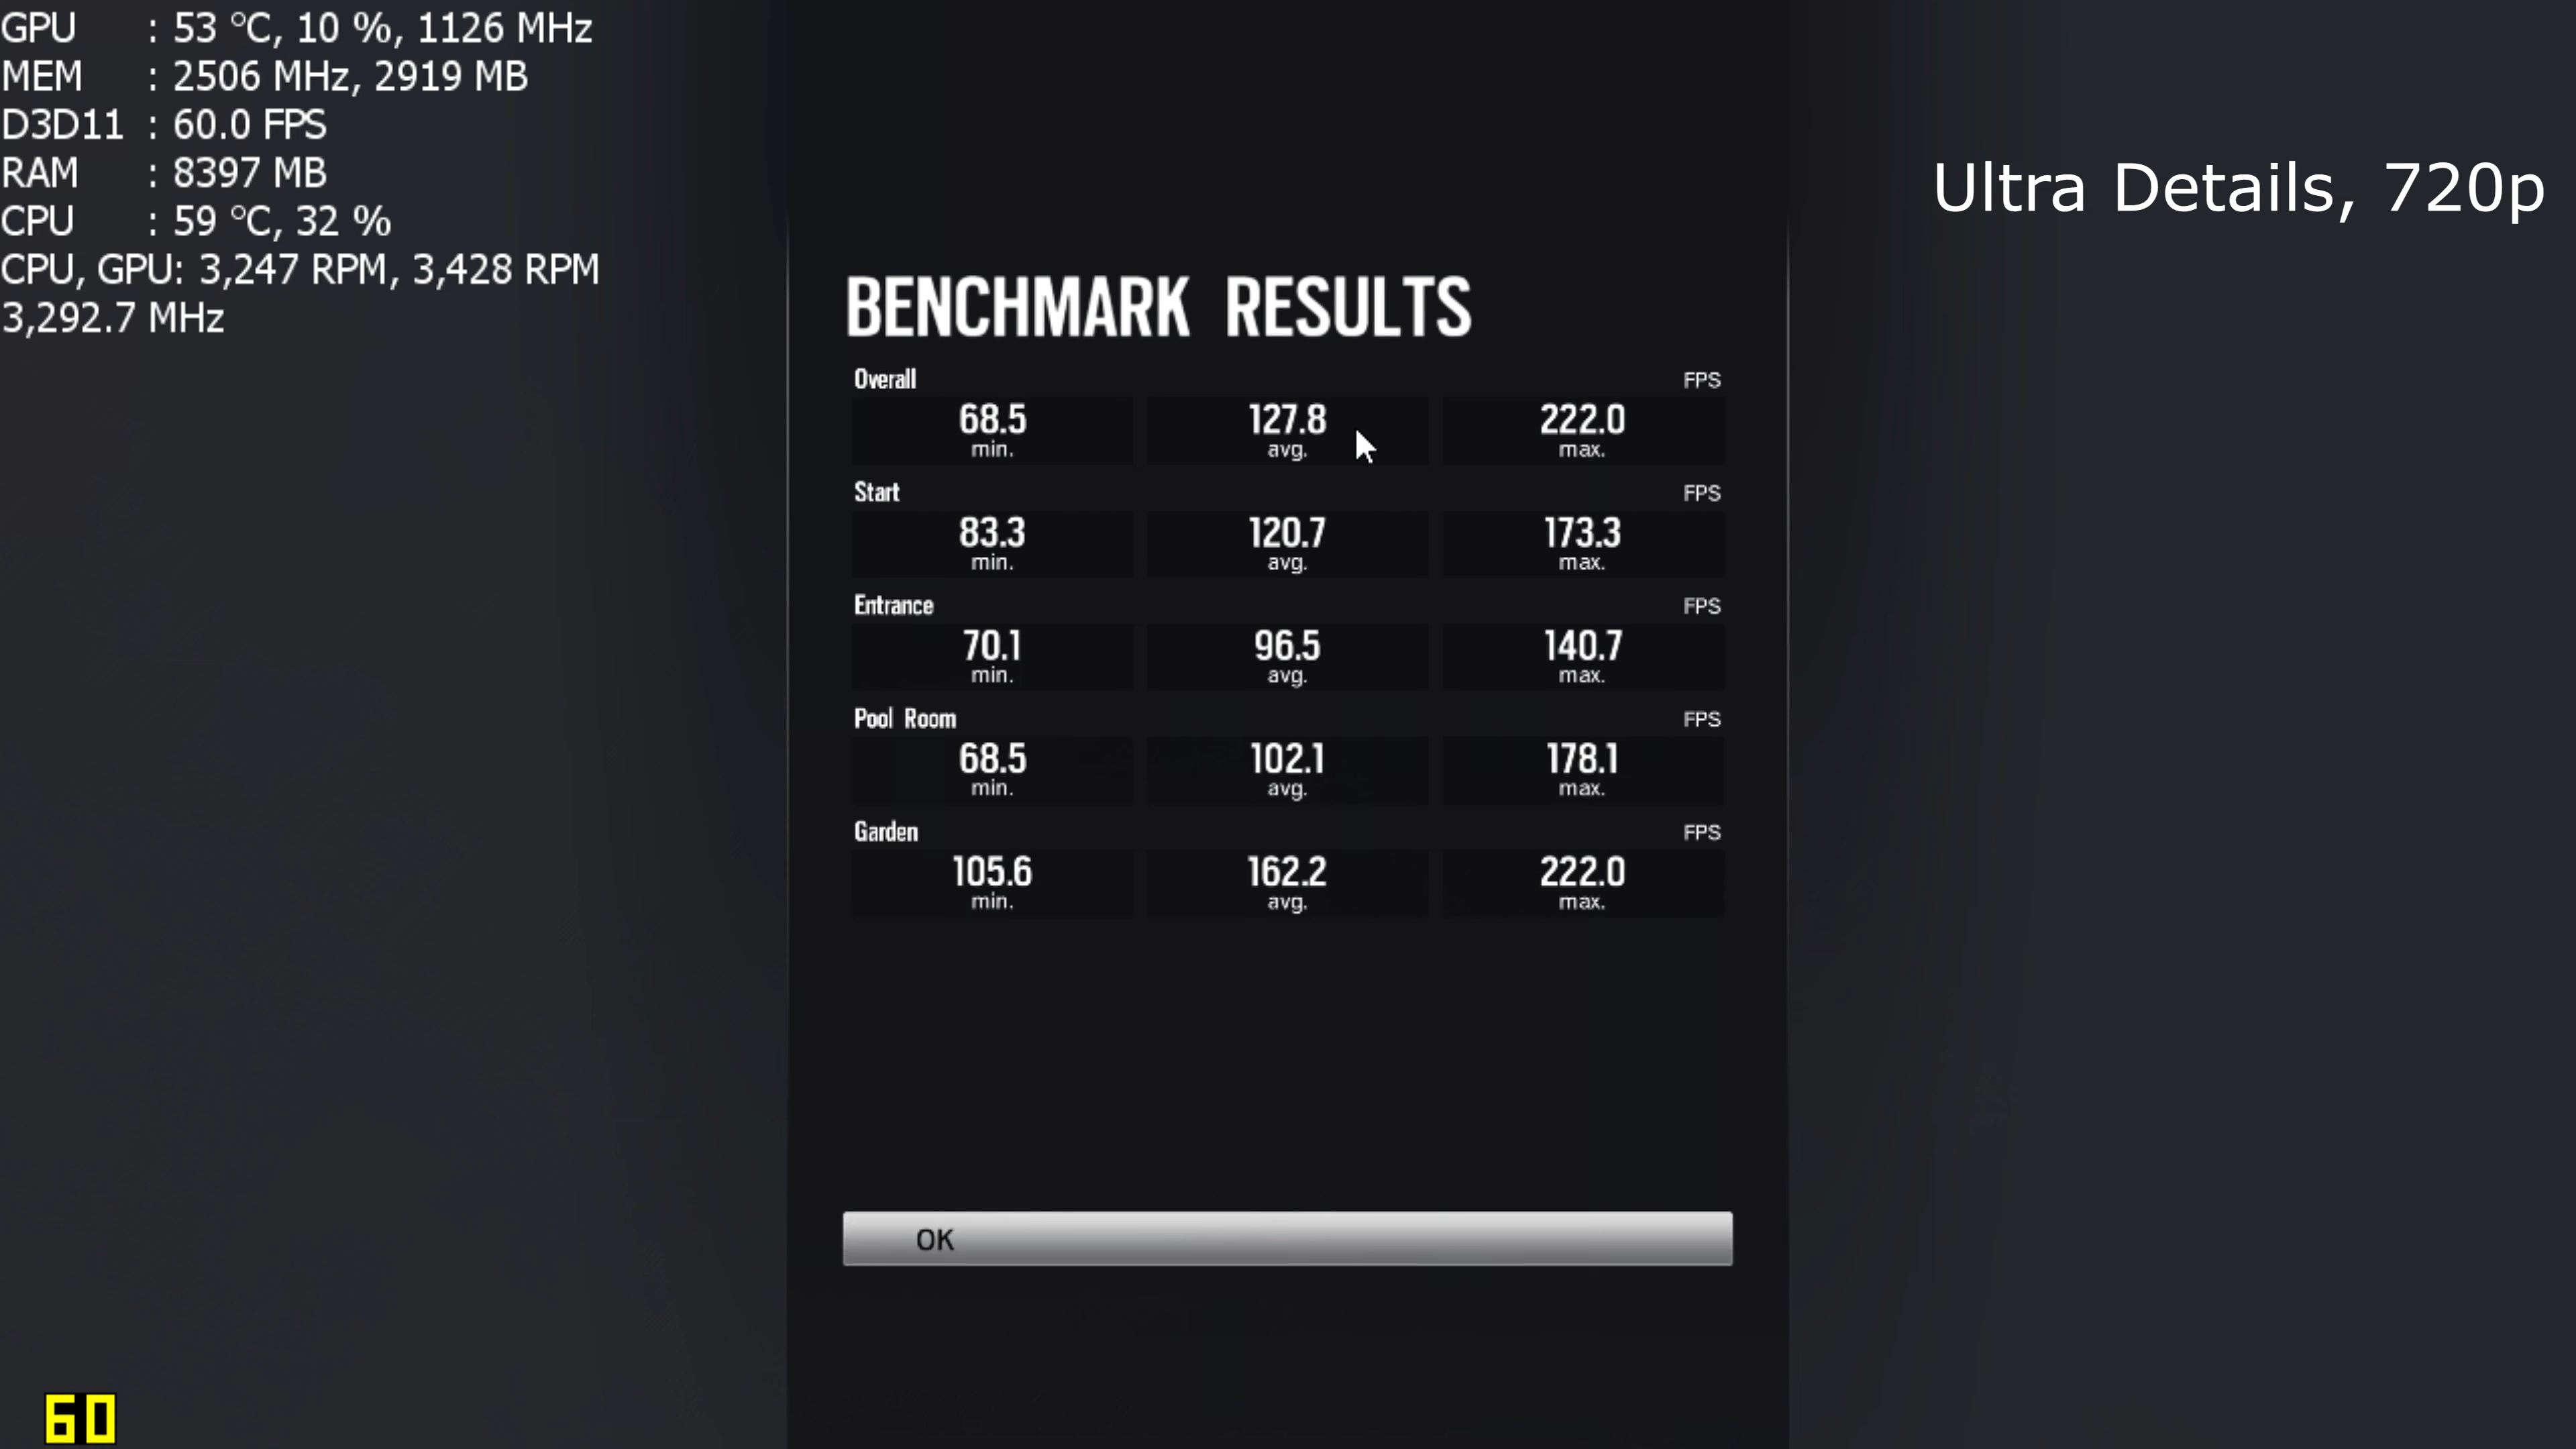 GPU : 53 °C, 10 %, 1126 MHz
MEM : 2506 MHz, 2919 MB
D3D11 : 60.0 FPS
RAM : 8397 MB
CPU : 59 °C, 32 %
CPU, GPU: 3,247 RPM, 3,428 RPM
3,292.7 MHz
Ultra Details, 720p
BENCHMARK RESULTS
Overall FPS
68.5 127.8 222.0
min. avg. max.
Start FPS
83.3 120.7 173.3
min. avg. max.
Entrance FPS
70.1 96.5 140.7
min. avg. max.
Pool Room FPS
68.5 102.1 178.1
min. avg. max.
Garden FPS
105.6 162.2 222.0
min. avg. max.
OK
60